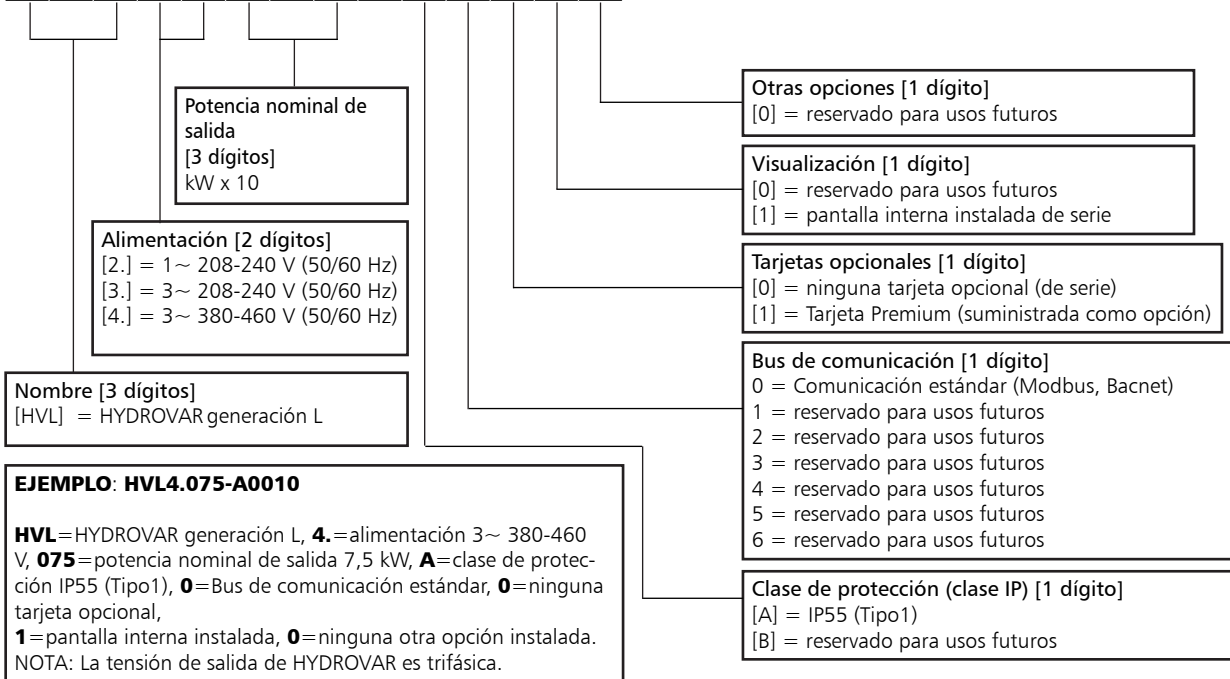 Potencia nominal de
salida
[3 dígitos]
kW x 10
Alimentación [2 dígitos]
[2.] = 1~ 208-240 V (50/60 Hz)
[3.] = 3~ 208-240 V (50/60 Hz)
[4.] = 3~ 380-460 V (50/60 Hz)
Nombre [3 dígitos]
[HVL] = HYDROVAR generación L
EJEMPLO: HVL4.075-A0010
HVL=HYDROVAR generación L, 4.=alimentación 3~ 380-460
V, 075=potencia nominal de salida 7,5 kW, A=clase de protec-
ción IP55 (Tipo1), 0=Bus de comunicación estándar, 0=ninguna
tarjeta opcional,
1=pantalla interna instalada, 0=ninguna otra opción instalada.
NOTA: La tensión de salida de HYDROVAR es trifásica.
Otras opciones [1 dígito]
[0] = reservado para usos futuros
Visualización [1 dígito]
[0] = reservado para usos futuros
[1] = pantalla interna instalada de serie
Tarjetas opcionales [1 dígito]
[0] = ninguna tarjeta opcional (de serie)
[1] = Tarjeta Premium (suministrada como opción)
Bus de comunicación [1 dígito]
0 = Comunicación estándar (Modbus, Bacnet)
1 = reservado para usos futuros
2 = reservado para usos futuros
3 = reservado para usos futuros
4 = reservado para usos futuros
5 = reservado para usos futuros
6 = reservado para usos futuros
Clase de protección (clase IP) [1 dígito]
[A] = IP55 (Tipo1)
[B] = reservado para usos futuros